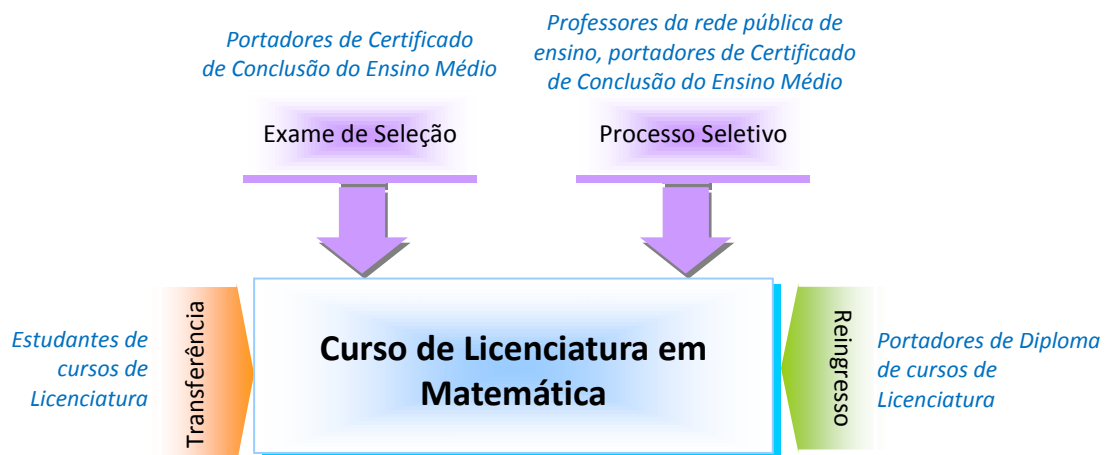 Portadores de Certificado
de Conclusão do Ensino Médio
Professores da rede pública de
ensino, portadores de Certificado
de Conclusão do Ensino Médio
Exame de Seleção
Processo Seletivo
Estudantes de
cursos de
Licenciatura
Transferência
Curso de Licenciatura em
Matemática
Reingresso
Portadores de Diploma
de cursos de
Licenciatura